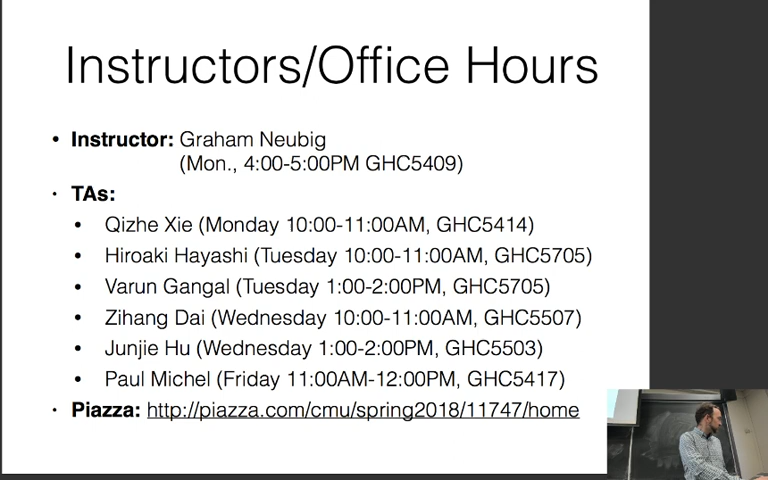 Instructors/Office Hours
• Instructor: Graham Neubig
(Mon., 4:00-5:00PM GHC5409)
• TAs:
• Qizhe Xie (Monday 10:00-11:00AM, GHC5414)
• Hiroaki Hayashi (Tuesday 10:00-11:00AM, GHC5705)
• Varun Gangal (Tuesday 1:00-2:00PM, GHC5705)
• Zihang Dai (Wednesday 10:00-11:00AM, GHC5507)
• Junjie Hu (Wednesday 1:00-2:00PM, GHC5503)
• Paul Michel (Friday 11:00AM-12:00PM, GHC5417)
• Piazza: http://piazza.com/cmu/spring2018/11747/home